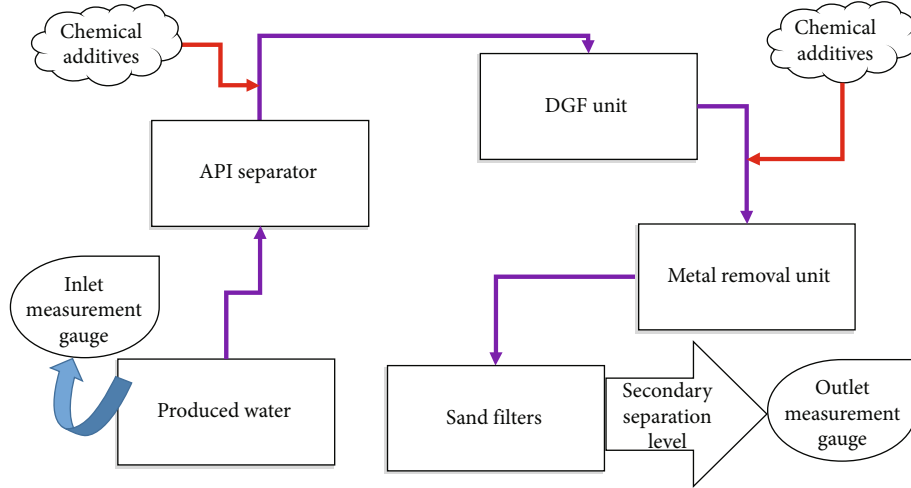 Chemical
additives
Chemical
additives
DGF unit
API separator
Metal removal unit
Inlet
measurement
gauge
Produced water
Sand filters
Secondary
separation
level
Outlet
measurement
gauge